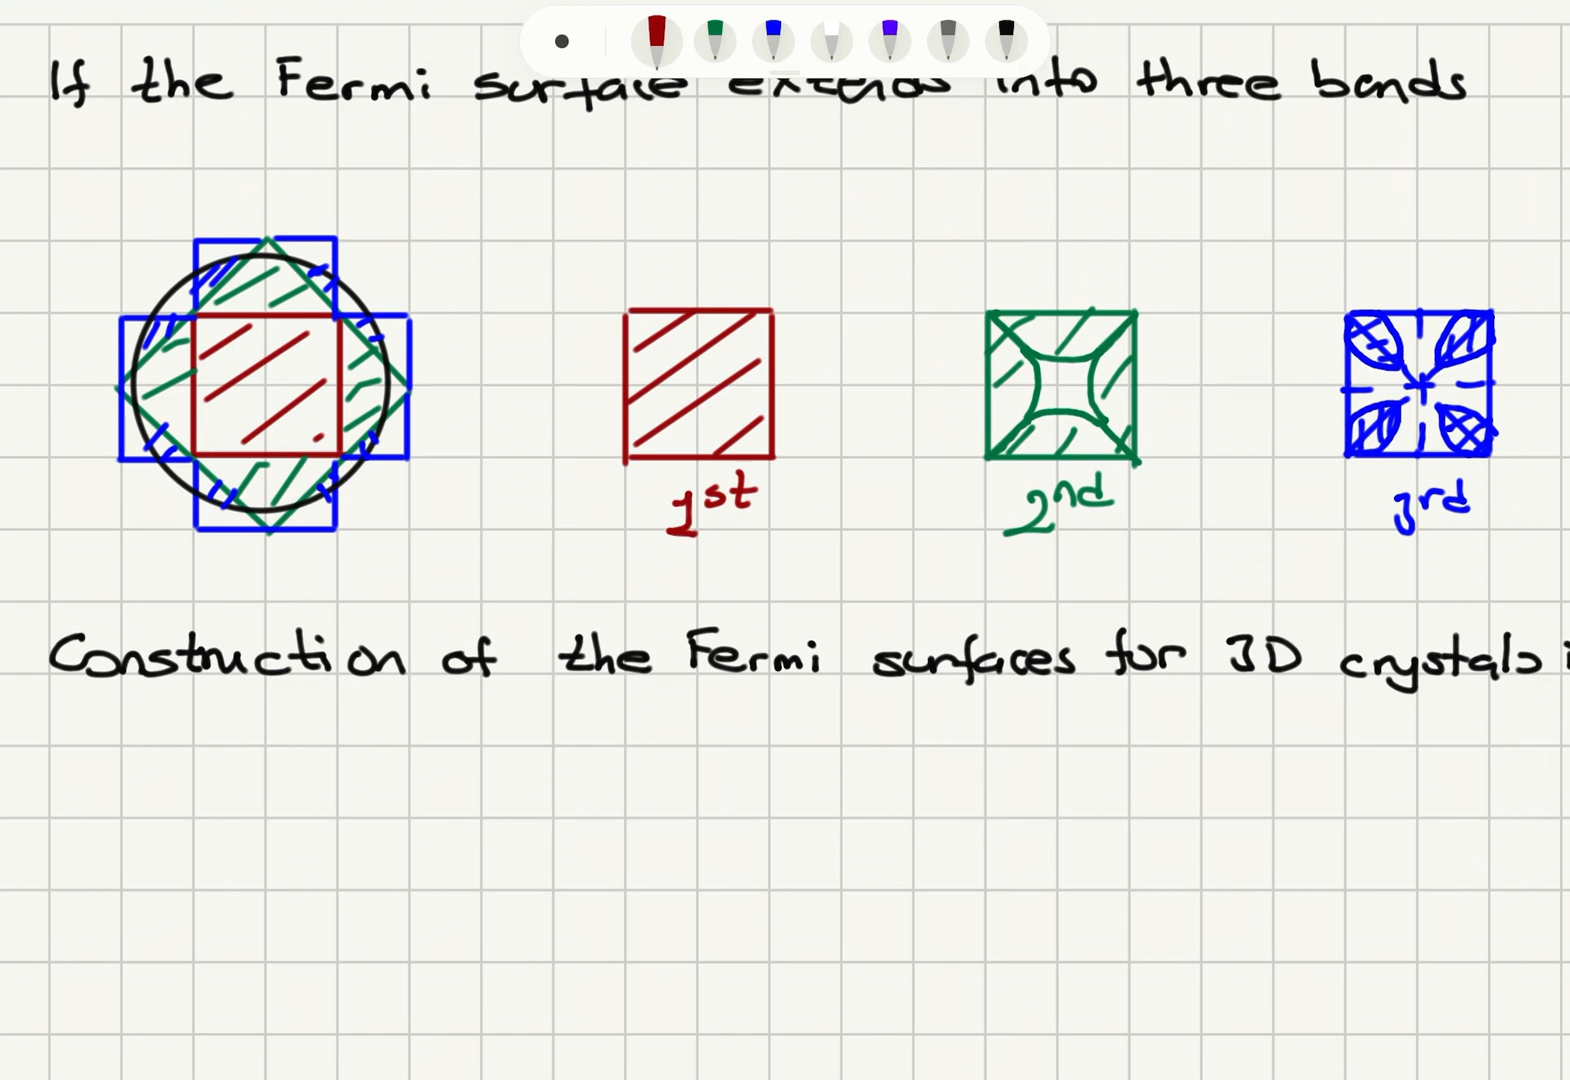 If the Fermi surface extends into three bands
1st 2nd 3rd
Construction of the Fermi surfaces for 3D crystals i